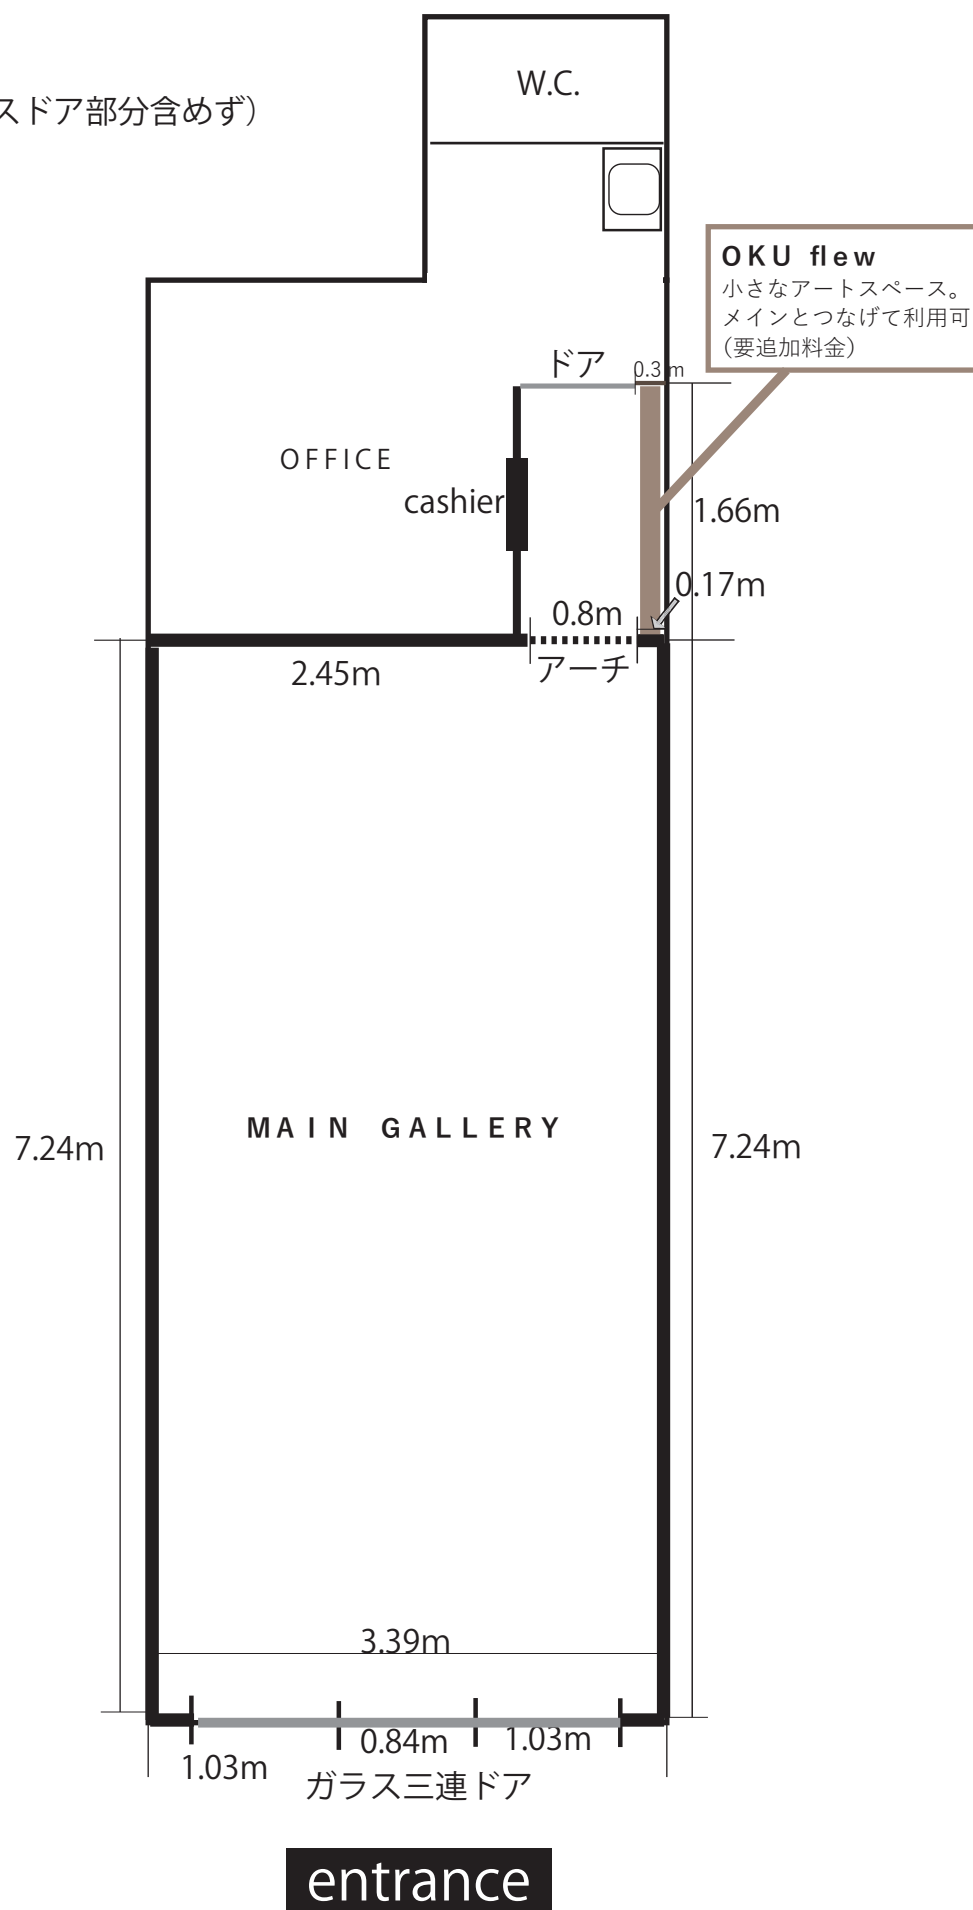 W.C.
スドア部分含めず）
OKU flew
小さなアートスペース。
メインとつなげて利用可
（要追加料金）
ドア
0.3 m
OFFICE
cashier
1.66m
0.17m
0.8m
アーチ
2.45m
MAIN GALLERY
7.24m
7.24m
3.39m
0.84m
1.03m
1.03m
ガラス三連ドア
entrance